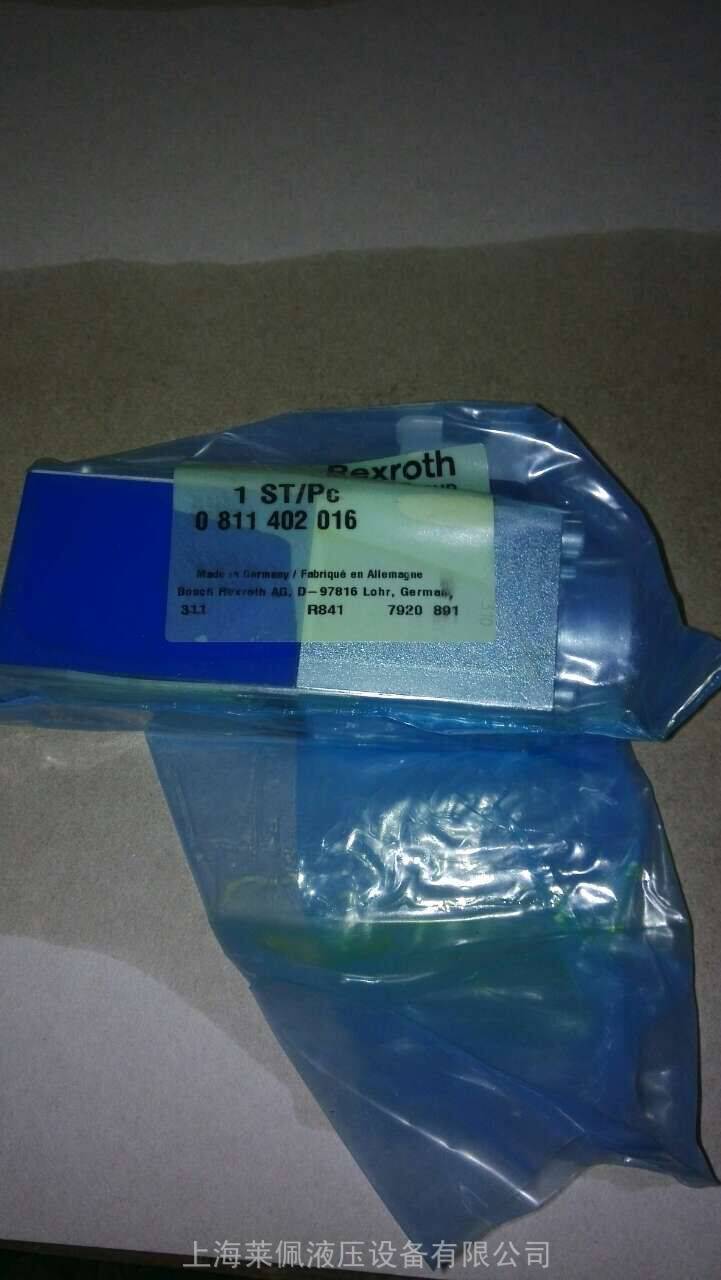 Rexroth
1 ST/Pc
0 811 402 016
Made in Germany / Fabriqué en Allemagne
Bosch Rexroth AG, D-97816 Lohr, Germany
311 R841 7920 891
310
上海莱佩液压设备有限公司